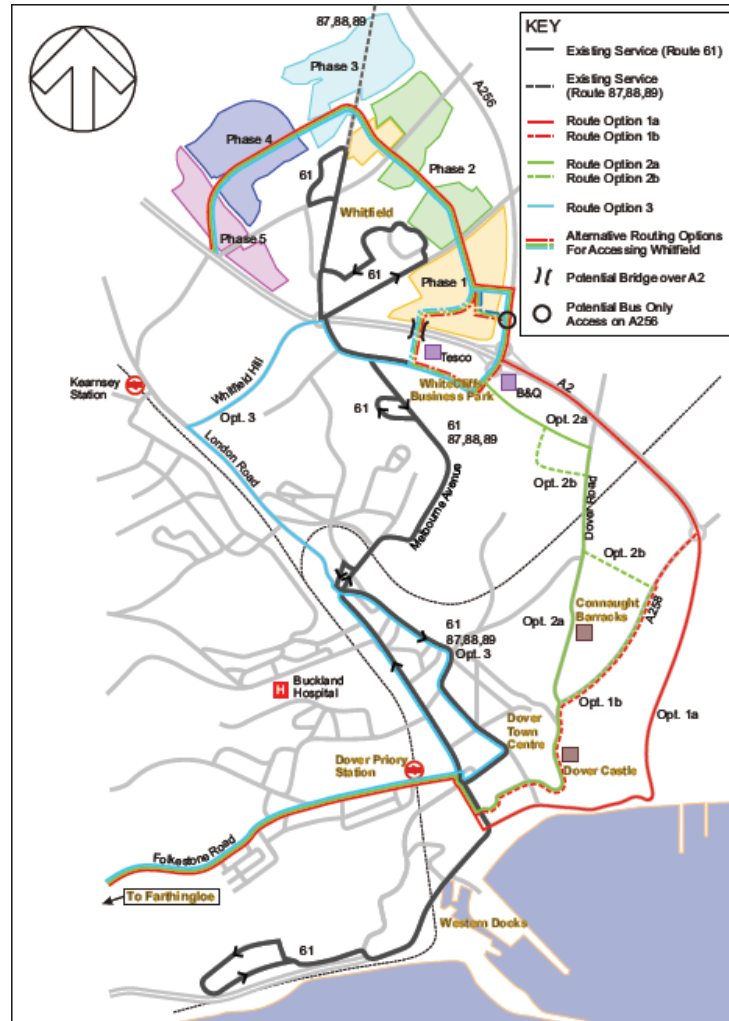 87,88,89
Phase 3
A256
Phase 4
61
Phase 2
Whitfield
Phase 5
61
Phase 1
KEY
Existing Service (Route 61)
Existing Service
(Route 87,88,89)
Route Option 1a
Route Option 1b
Route Option 2a
Route Option 2b
Route Option 3
Alternative Routing Options
For Accessing Whitfield
Potential Bridge over A2
Potential Bus Only
Access on A256
Tesco
WhiteCliffs
Business Park
B&Q
A2
Kearnsey
Station
Whitfield Hill
Opt. 3
London Road
61
61
87,88,89
Melbourne Avenue
Opt. 2a
Opt. 2b
Dover Road
Opt. 2b
Connaught
Barracks
A258
Opt. 2a
61
87,88,89
Opt. 3
H
Buckland
Hospital
Opt. 1b
Opt. 1a
Dover
Town
Centre
Dover Castle
Dover Priory
Station
Folkestone Road
To Farthingloe
Western Docks
61